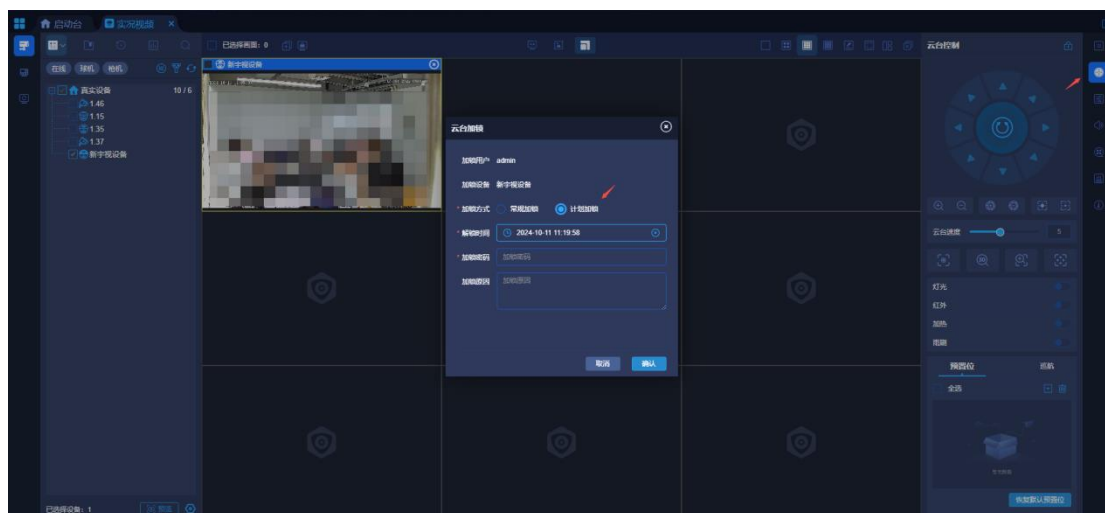 启动台
实况视频
已选择画面：0
云台控制
在线
球机
枪机
真实设备
10 / 6
1.46
1.15
1.35
1.37
新宇视设备
新宇视设备
云台加锁
加锁用户 admin
加锁设备 新宇视设备
* 加锁方式 常规加锁 计划加锁
* 解锁时间 2024-10-11 11:19:58
* 加锁密码 加锁密码
加锁原因 加锁原因
取消 确认
云台速度
5
灯光
红外
加热
雨刷
预置位
巡航
全选
恢复默认预置位
已选择设备：1